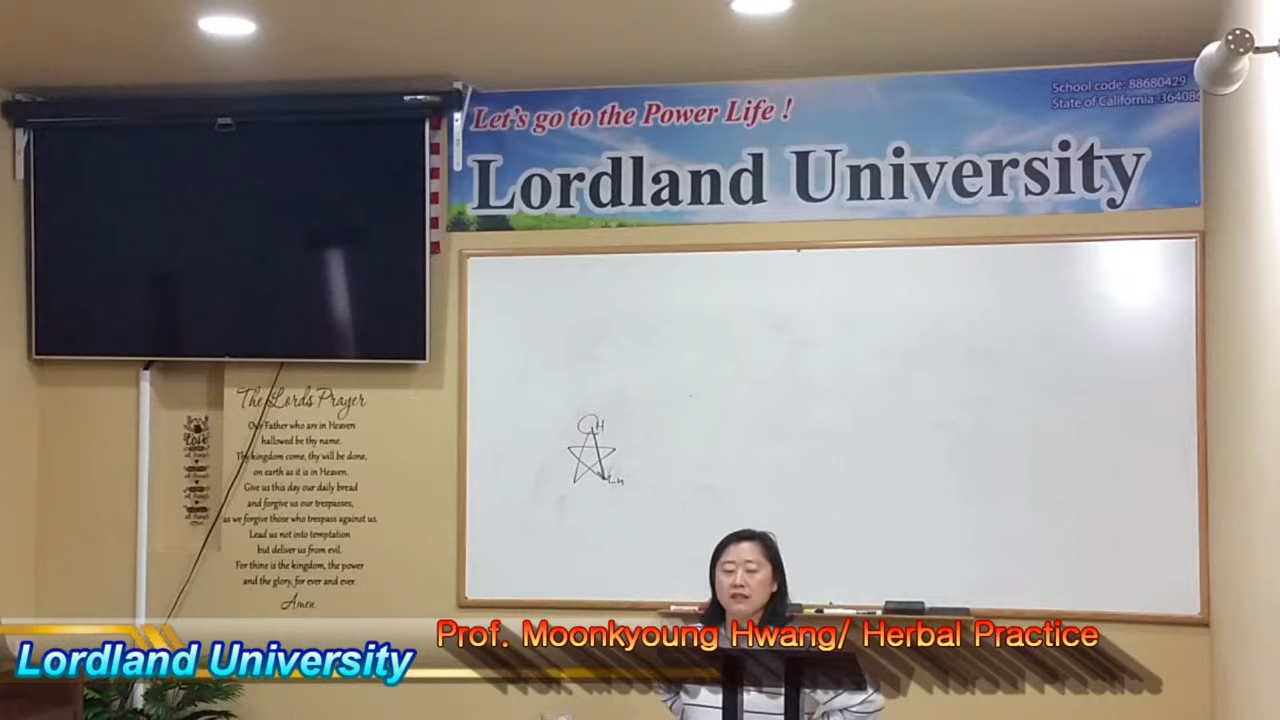 School code: 88680429
State of California: 36408
Let's go to the Power Life !
Lordland University
The Lord's Prayer
Our Father who are in Heaven
hallowed be thy name.
Thy kingdom come, thy will be done,
on earth as it is in Heaven.
Give us this day our daily bread
and forgive us our trespasses,
as we forgive those who trespass against us.
Lead us not into temptation
but deliver us from evil.
For thine is the kingdom, the power
and the glory, for ever and ever
Amen
H
Ln
Prof. Moonkyoung Hwang/ Herbal Practice
Lordland University